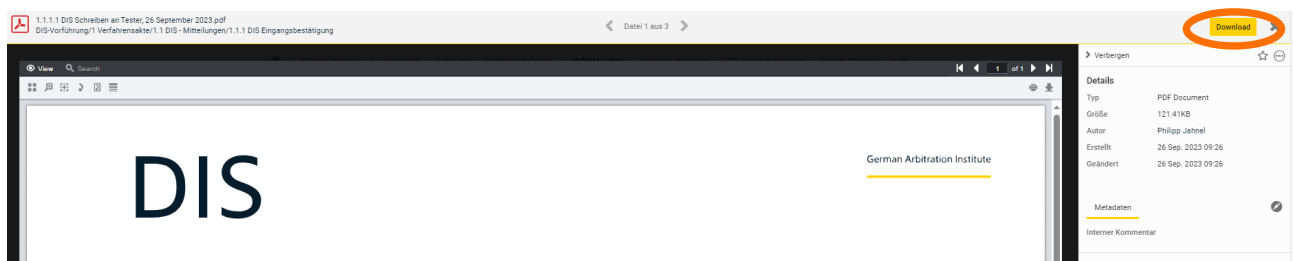 1.1.1.1 DIS Schreiben an Tester, 26 September 2023.pdf
DIS-Vorführung/1 Verfahrensakte/1.1 DIS - Mitteilungen/1.1.1 DIS Eingangsbestätigung
Datei 1 aus 3
Download
View Search
1 of 1
Verbergen
Details
Typ PDF Document
Größe 121.41KB
Autor Philipp Jahnel
Erstellt 26 Sep. 2023 09:26
Geändert 26 Sep. 2023 09:26
DIS
German Arbitration Institute
Metadaten
Interner Kommentar